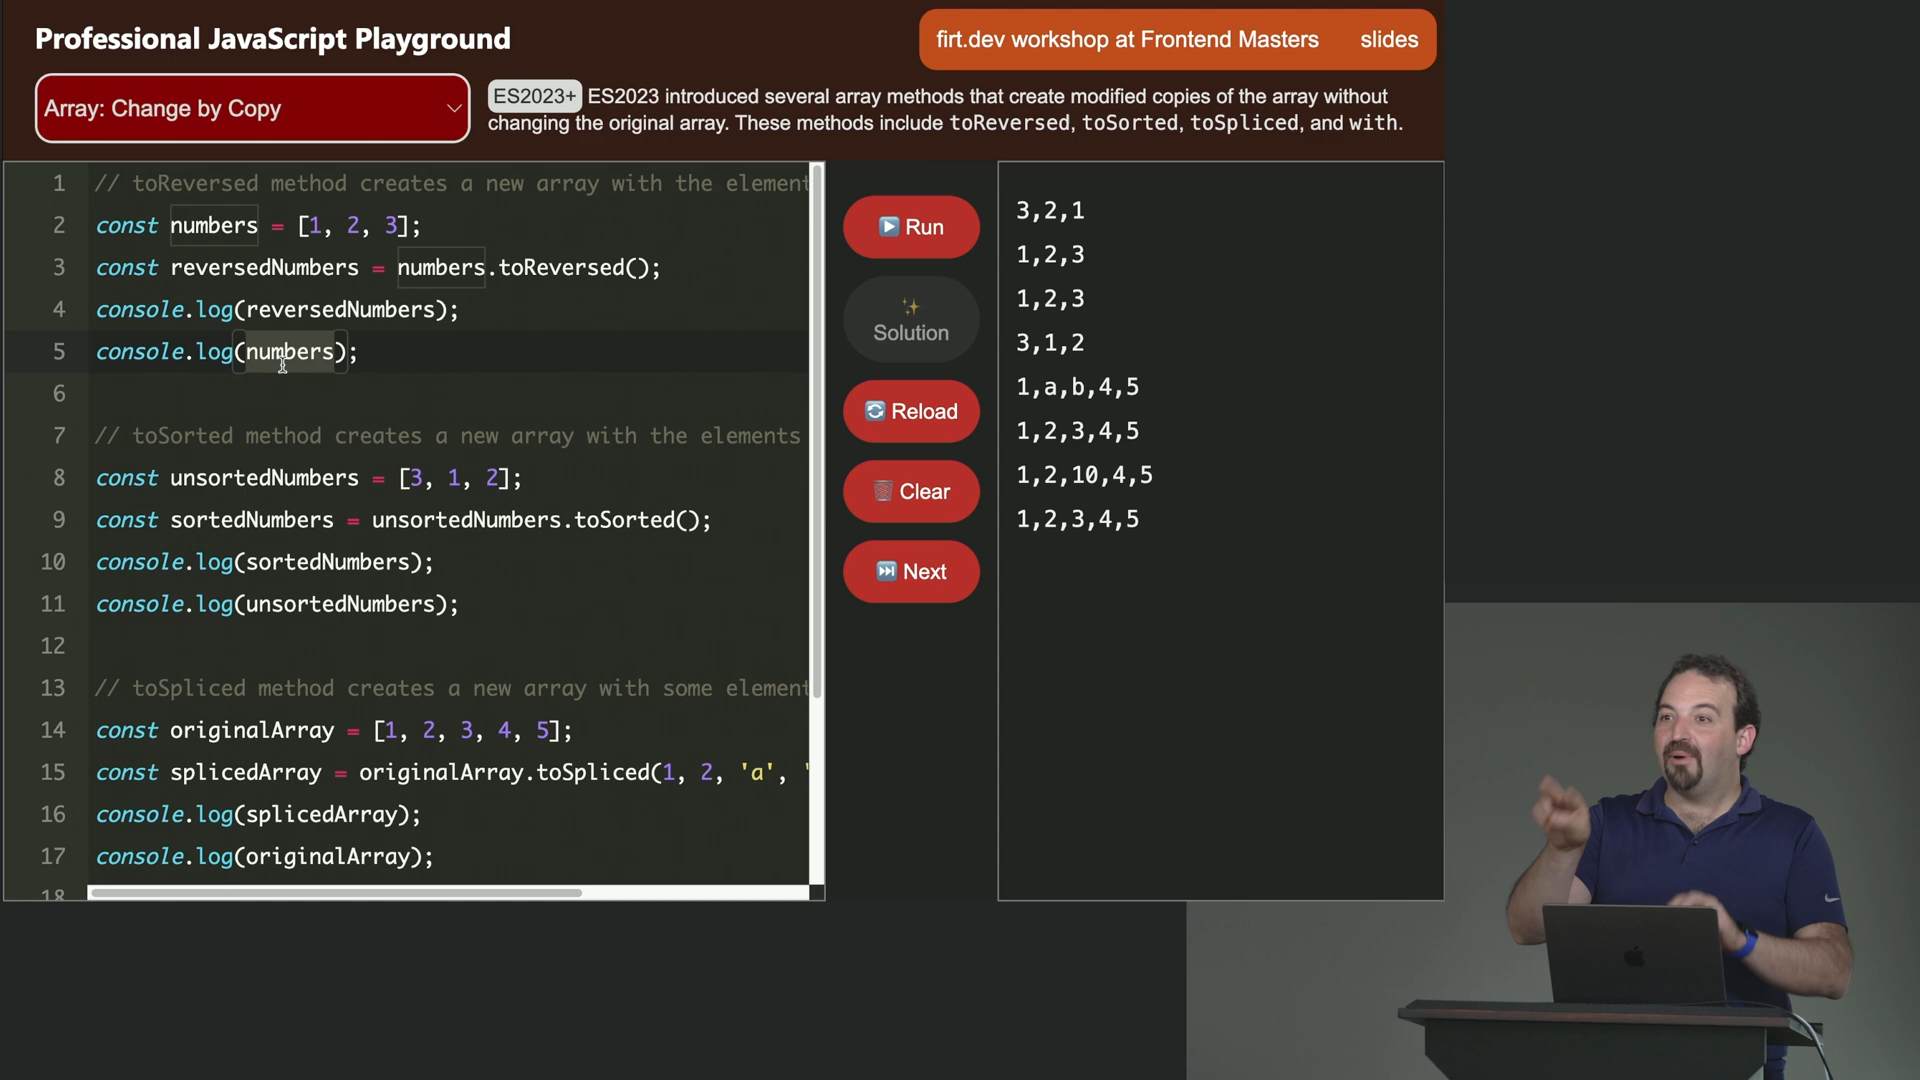 Professional JavaScript Playground
firt.dev workshop at Frontend Masters slides
Array: Change by Copy
ES2023+ ES2023 introduced several array methods that create modified copies of the array without
changing the original array. These methods include toReversed, toSorted, toSpliced, and with.
1 // toReversed method creates a new array with the element
2 const numbers = [1, 2, 3];
3 const reversedNumbers = numbers.toReversed();
4 console.log(reversedNumbers);
5 console.log(numbers);
6
7 // toSorted method creates a new array with the elements
8 const unsortedNumbers = [3, 1, 2];
9 const sortedNumbers = unsortedNumbers.toSorted();
10 console.log(sortedNumbers);
11 console.log(unsortedNumbers);
12
13 // toSpliced method creates a new array with some element
14 const originalArray = [1, 2, 3, 4, 5];
15 const splicedArray = originalArray.toSpliced(1, 2, 'a', '
16 console.log(splicedArray);
17 console.log(originalArray);
18
Run
Solution
Reload
Clear
Next
3,2,1
1,2,3
1,2,3
3,1,2
1,a,b,4,5
1,2,3,4,5
1,2,10,4,5
1,2,3,4,5